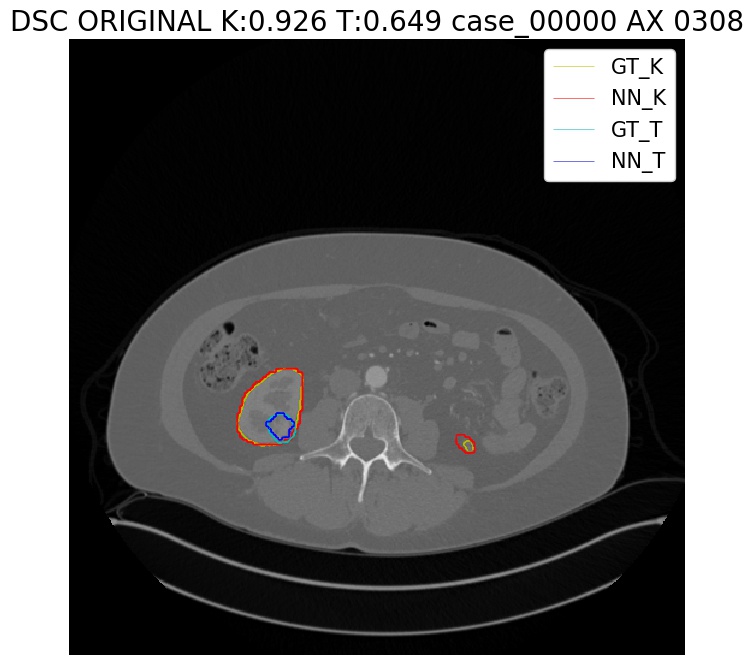 DSC ORIGINAL K:0.926 T:0.649 case_00000 AX 0308
GT_K
NN_K
GT_T
NN_T